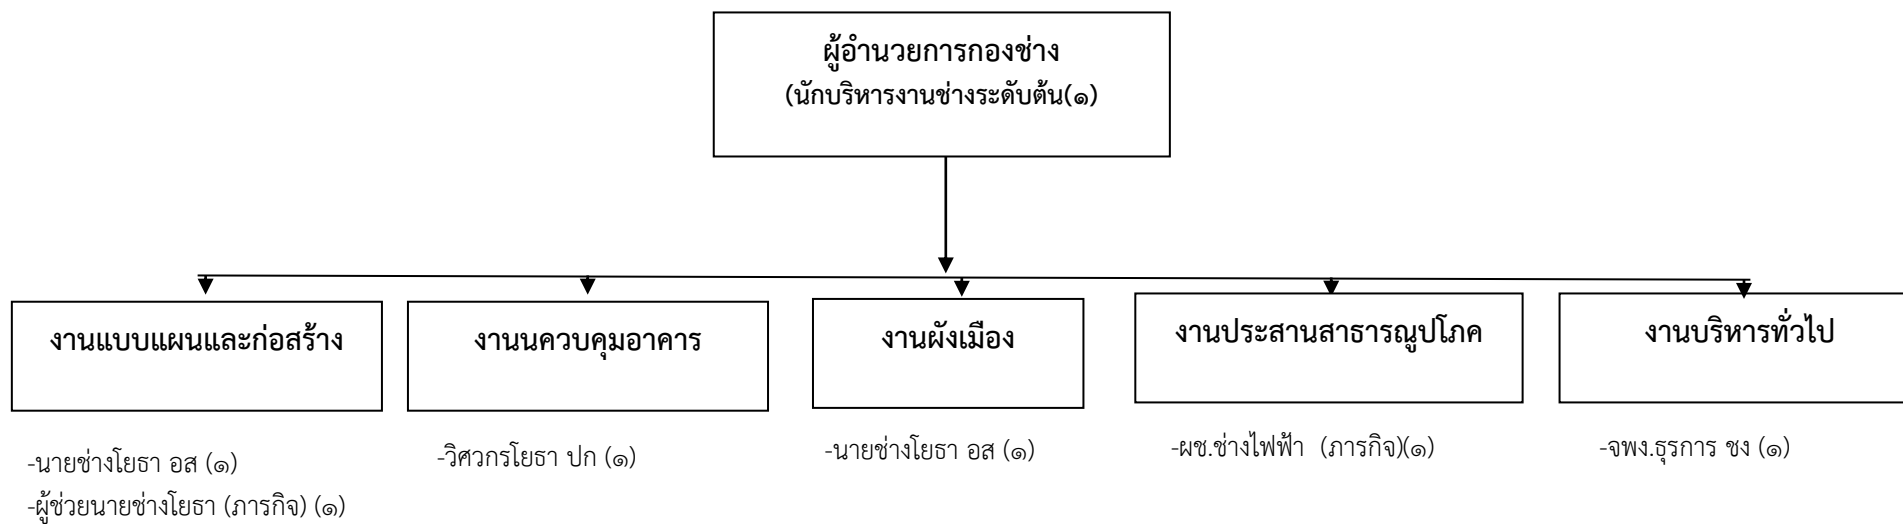 ผู้อำนวยการกองช่าง
(นักบริหารงานช่างระดับต้น(๑)
งานแบบแผนและก่อสร้าง
งานนควบคุมอาคาร
งานผังเมือง
งานประสานสาธารณูปโภค
งานบริหารทั่วไป
-นายช่างโยธา อส (๑)
-ผู้ช่วยนายช่างโยธา (ภารกิจ) (๑)
-วิศวกรโยธา ปก (๑)
-นายช่างโยธา อส (๑)
-ผช.ช่างไฟฟ้า (ภารกิจ)(๑)
-จพง.ธุรการ ชง (๑)